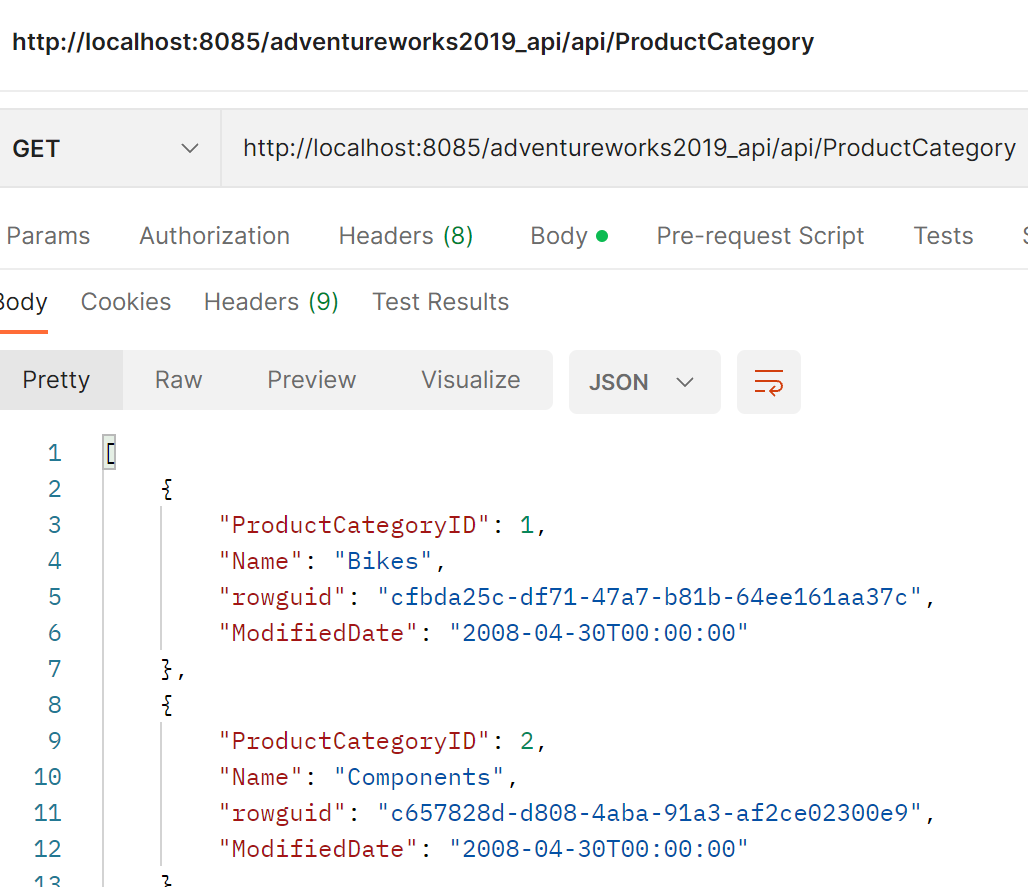 http://localhost:8085/adventureworks2019_api/api/ProductCategory
GET http://localhost:8085/adventureworks2019_api/api/ProductCategory
Params Authorization Headers (8) Body Pre-request Script Tests
Body Cookies Headers (9) Test Results
Pretty Raw Preview Visualize JSON
1 [
2 {
3 "ProductCategoryID": 1,
4 "Name": "Bikes",
5 "rowguid": "cfbda25c-df71-47a7-b81b-64ee161aa37c",
6 "ModifiedDate": "2008-04-30T00:00:00"
7 },
8 {
9 "ProductCategoryID": 2,
10 "Name": "Components",
11 "rowguid": "c657828d-d808-4aba-91a3-af2ce02300e9",
12 "ModifiedDate": "2008-04-30T00:00:00"
13 }